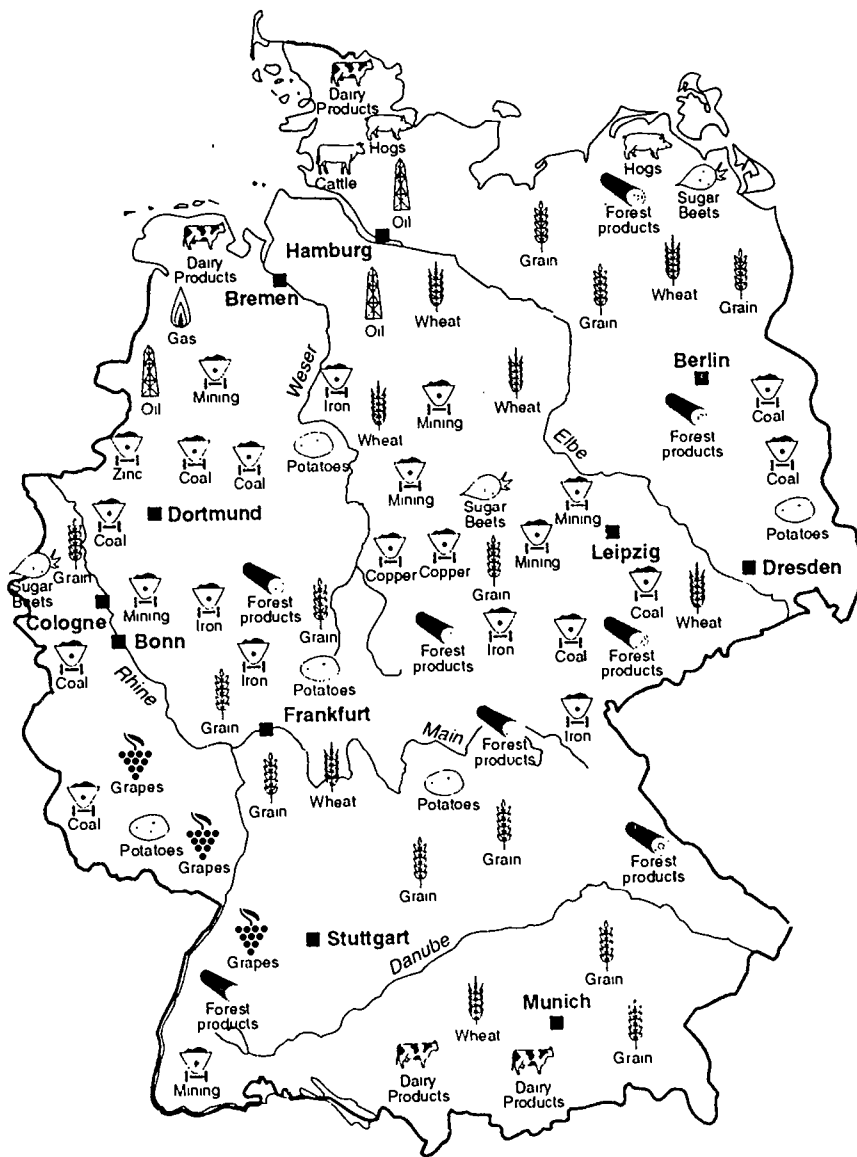 Dairy
Products
Hogs
Cattle
Oil
Hogs
Forest
products
Sugar
Beets
Grain
Dairy
Products
Hamburg
Bremen
Grain
Wheat
Grain
Gas
Oil
Wheat
Weser
Berlin
Oil
Mining
Iron
Wheat
Mining
Wheat
Forest
products
Coal
Elbe
Zinc
Coal
Coal
Potatoes
Mining
Sugar
Beets
Mining
Coal
Potatoes
Coal
Dortmund
Grain
Sugar
Beets
Copper
Copper
Grain
Mining
Leipzig
Dresden
Cologne
Mining
Iron
Forest
products
Grain
Coal
Wheat
Bonn
Coal
Rhine
Iron
Potatoes
Forest
products
Iron
Coal
Forest
products
Grain
Frankfurt
Main
Forest
products
Iron
Grapes
Grain
Wheat
Potatoes
Coal
Potatoes
Grapes
Grain
Grain
Forest
products
Grapes
Stuttgart
Danube
Grain
Forest
products
Wheat
Munich
Grain
Mining
Dairy
Products
Dairy
Products